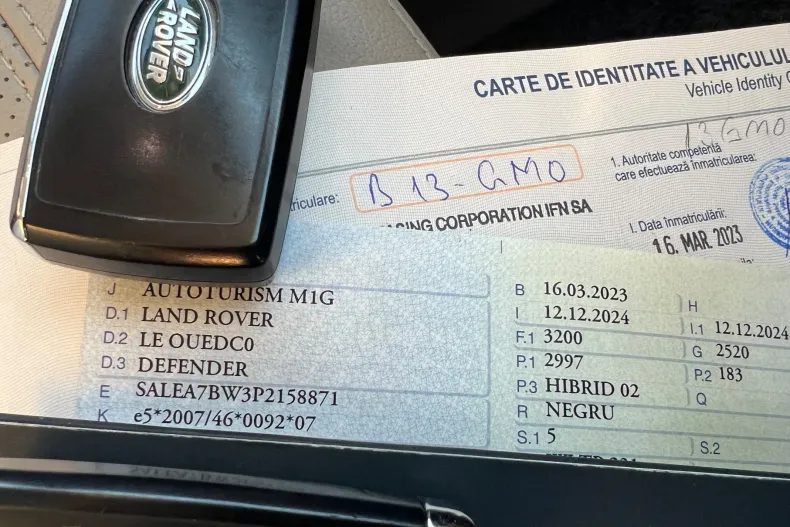 LAND
ROVER
CARTE DE IDENTITATE A VEHICULUL
Vehicle Identity
13 GMO
riculare: B 13-GMO
1. Autoritate competentă
care efectuează înmatricularea:
SING CORPORATION IFN SA
I. Data înmatriculării:
16. MAR. 2023
J AUTOTURISM M1G
D.1 LAND ROVER
D.2 LE OUEDC0
D.3 DEFENDER
E SALEA7BW3P2158871
K e5*2007/46*0092*07
B 16.03.2023
H
I 12.12.2024
I.1 12.12.2024
F.1 3200
G 2520
P.1 2997
P.2 183
P.3 HIBRID 02
Q
R NEGRU
S.1 5
S.2